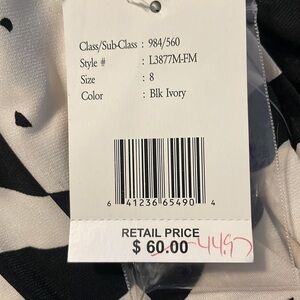 Class/Sub-Class : 984/560
Style # : L3877M-FM
Size : 8
Color : Blk Ivory
6 41236 65490 4
RETAIL PRICE
$ 60.00 44.97